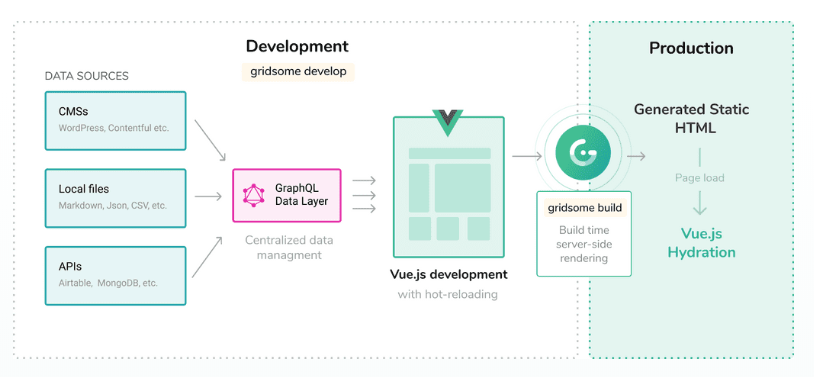 Development
gridsome develop
DATA SOURCES
CMSs
WordPress, Contentful etc.
Local files
Markdown, Json, CSV, etc.
APIs
Airtable, MongoDB, etc.
GraphQL
Data Layer
Centralized data
managment
Vue.js development
with hot-reloading
gridsome build
Build time
server-side
rendering
Production
Generated Static
HTML
Page load
Vue.js
Hydration